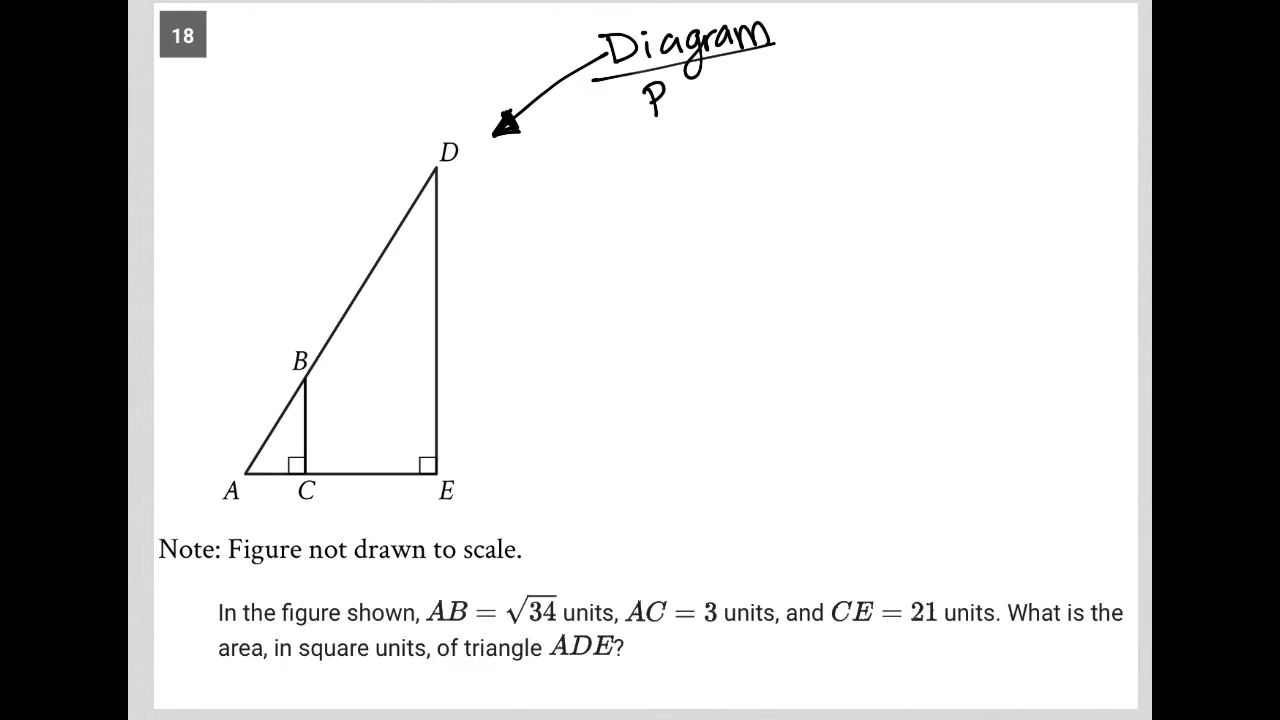 18
Diagram
P
D
B
A C E
Note: Figure not drawn to scale.
In the figure shown, AB = √34 units, AC = 3 units, and CE = 21 units. What is the
area, in square units, of triangle ADE?